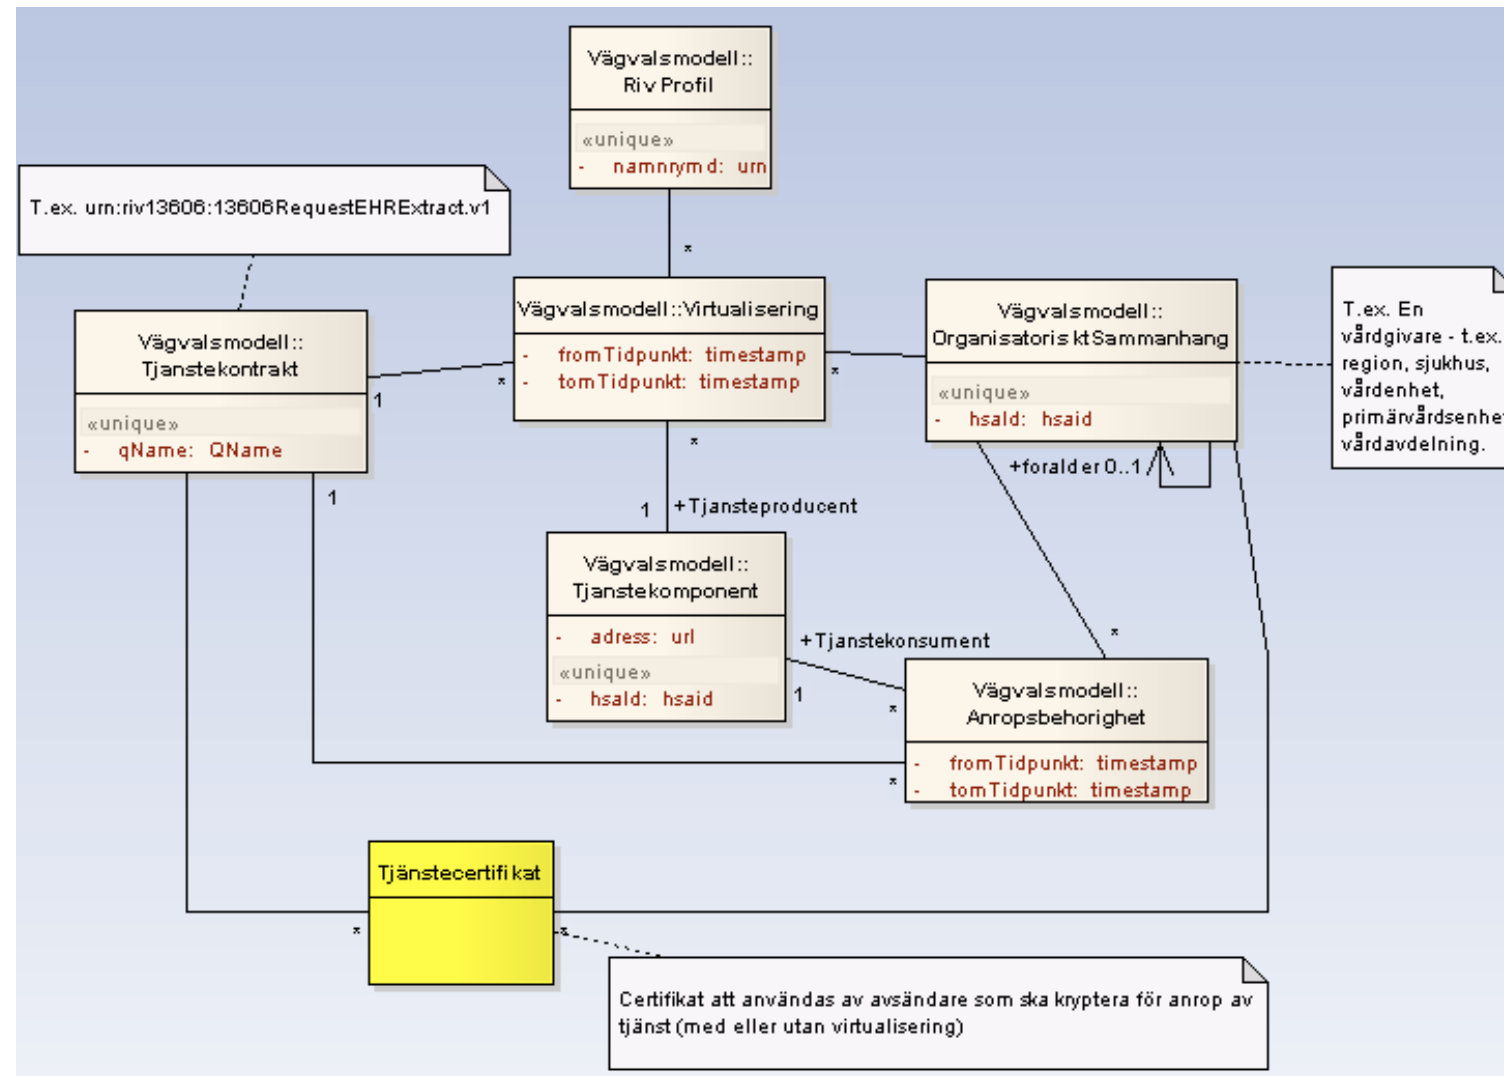 Vägvalsmodell::
Riv Profil
«unique»
- namnrymd: urn
*
T.ex. urn:riv13606:13606RequestEHRExtract.v1
Vägvalsmodell::
Tjanstekontrakt
«unique»
- qName: QName
1
1
Vägvalsmodell::Virtualisering
- fromTidpunkt: timestamp
- tomTidpunkt: timestamp
*
*
*
Vägvalsmodell::
OrganisatorisktSammanhang
«unique»
- hsaId: hsaid
+foralder 0..1
T.ex. En
vårdgivare - t.ex.
region, sjukhus,
vårdenhet,
primärvårdsenhet
vårdavdelning.
1 +Tjansteproducent
Vägvalsmodell::
Tjanstekomponent
- adress: url
«unique»
- hsaId: hsaid
+Tjanstekonsument
1
*
*
*
Vägvalsmodell::
Anropsbehorighet
- fromTidpunkt: timestamp
- tomTidpunkt: timestamp
Tjänstecertifikat
*
*
Certifikat att användas av avsändare som ska kryptera för anrop av
tjänst (med eller utan virtualisering)